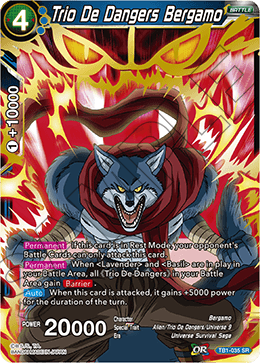 4
Trio De Dangers Bergamo
BATTLE
1 +10000
Permanent If this card is in Rest Mode, your opponent's
Battle Cards can only attack this card.
Permanent When <Lavender> and <Basil> are in play in
your Battle Area, all 《Trio De Dangers》 in your Battle
Area gain Barrier.
Auto When this card is attacked, it gains +5000 power
for the duration of the turn.
POWER 20000
Character Bergamo
Special Trait Alien/Trio De Dangers/Universe 9
Era Universe Survival Saga
TB1-035 SR